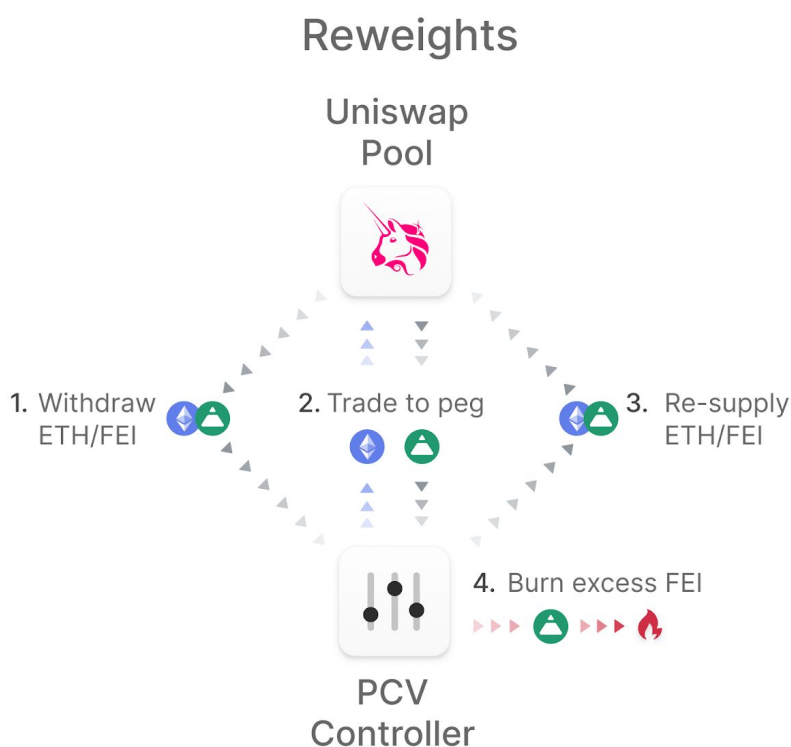 Reweights
Uniswap
Pool
1. Withdraw
ETH/FEI
2. Trade to peg
3. Re-supply
ETH/FEI
4. Burn excess FEI
PCV
Controller